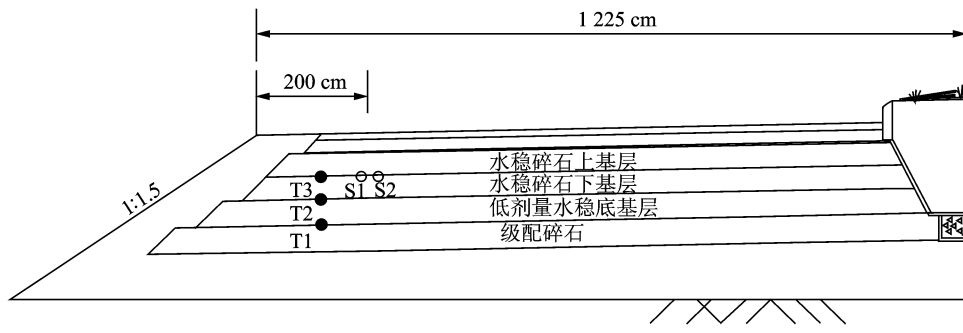 1 225 cm
200 cm
1:1.5
水稳碎石上基层
T3 S1 S2 水稳碎石下基层
T2 低剂量水稳底基层
T1 级配碎石